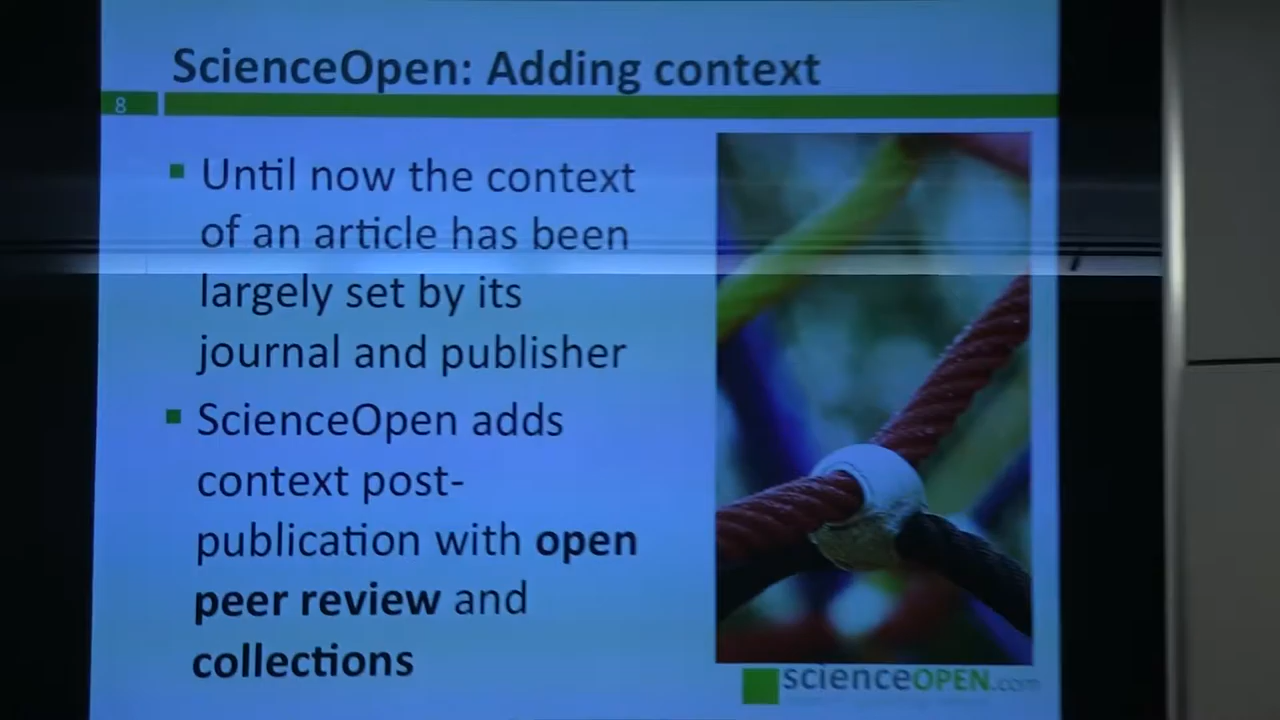 ScienceOpen: Adding context
8
Until now the context
of an article has been
largely set by its
journal and publisher
ScienceOpen adds
context post-
publication with open
peer review and
collections
scienceOPEN.com